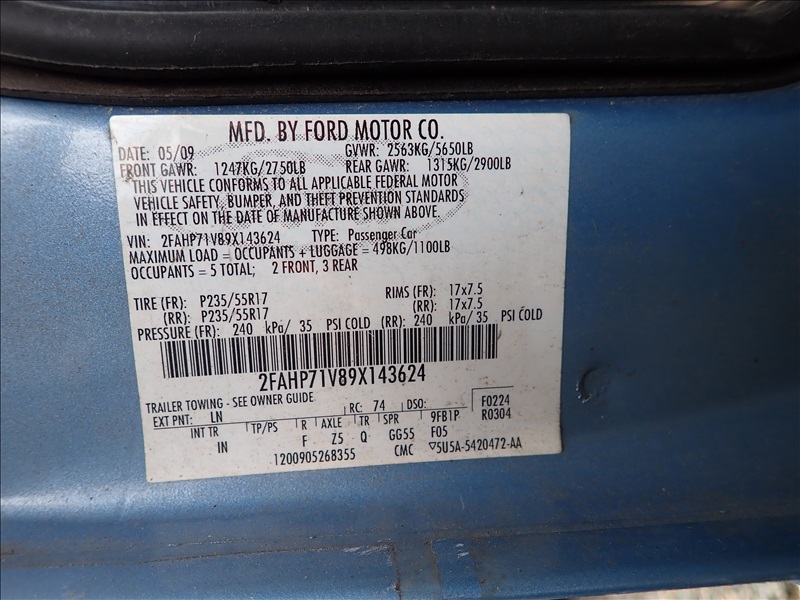 MFD. BY FORD MOTOR CO.
DATE: 05/09 GVWR: 2563KG/5650LB
FRONT GAWR: 1247KG/2750LB REAR GAWR: 1315KG/2900LB
THIS VEHICLE CONFORMS TO ALL APPLICABLE FEDERAL MOTOR
VEHICLE SAFETY, BUMPER, AND THEFT PREVENTION STANDARDS
IN EFFECT ON THE DATE OF MANUFACTURE SHOWN ABOVE.
VIN: 2FAHP71V89X143624 TYPE: Passenger Car
MAXIMUM LOAD = OCCUPANTS + LUGGAGE = 498KG/1100LB
OCCUPANTS = 5 TOTAL; 2 FRONT, 3 REAR
TIRE (FR): P235/55R17 RIMS (FR): 17x7.5
(RR): P235/55R17 (RR): 17x7.5
PRESSURE (FR): 240 kPa/ 35 PSI COLD (RR): 240 kPa/ 35 PSI COLD
2FAHP71V89X143624
TRAILER TOWING - SEE OWNER GUIDE
EXT PNT: LN RC: 74 DSO: F0224
INT TR TP/PS R AXLE TR SPR 9FB1P R0304
IN F Z5 Q GG55 F05
1200905268355 CMC ▽5U5A-5420472-AA